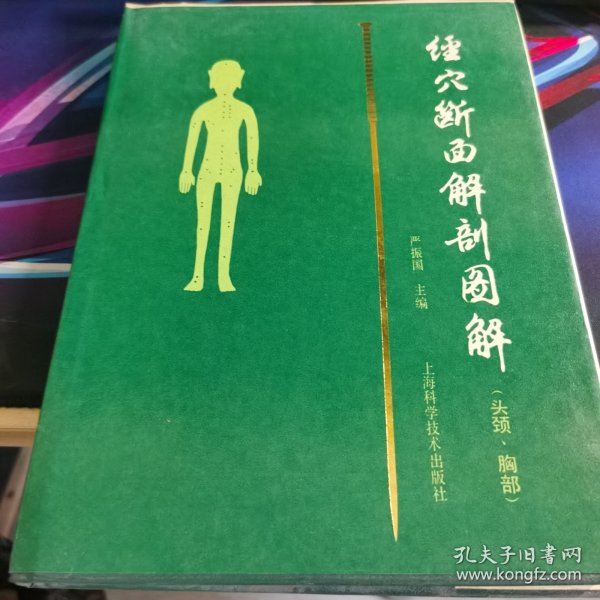 经穴断面解剖图解
(头颈、胸部)
严振国 主编
上海科学技术出版社
孔夫子旧书网
www.kongfz.com